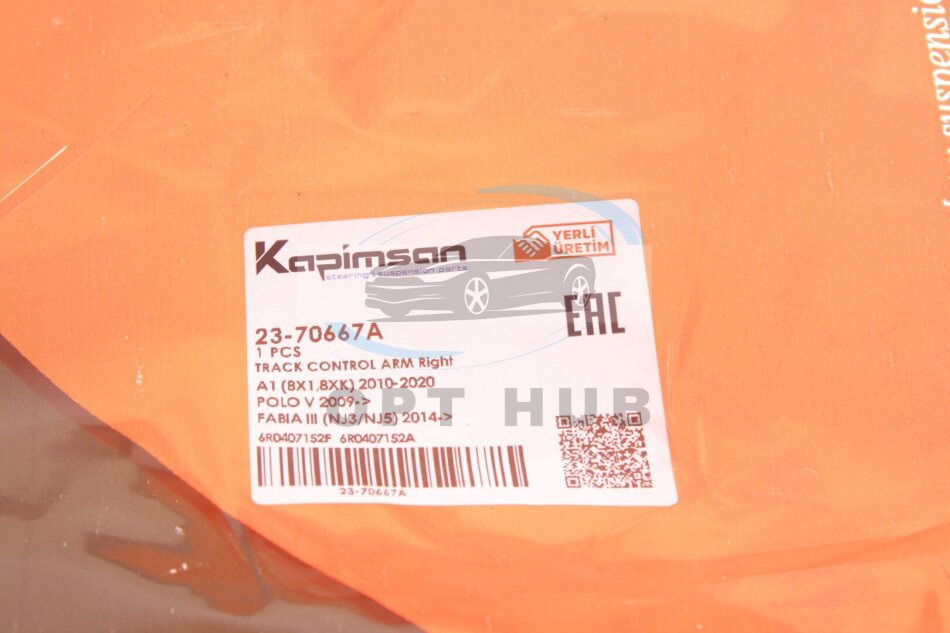 Kapimsan
steering & suspension parts
YERLİ
ÜRETİM
EAC
23-70667A
1 PCS
TRACK CONTROL ARM Right
A1 (8X1,8XK) 2010-2020
POLO V 2009->
FABIA III (NJ3/NJ5) 2014->
6R0407152F 6R0407152A
23-70667A
OPT HUB